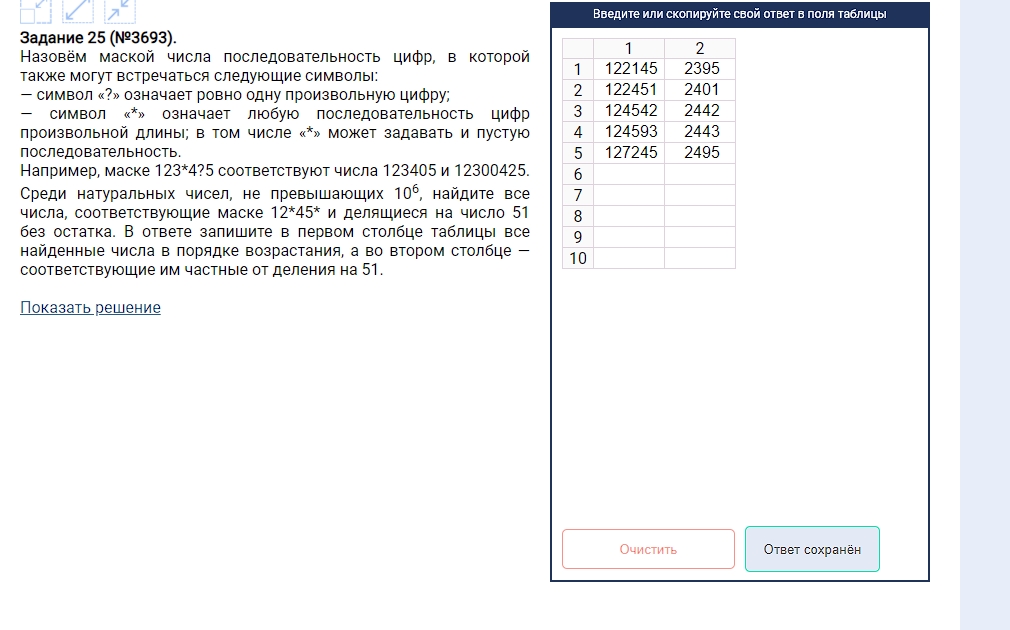 Задание 25 (№3693).
Назовём маской числа последовательность цифр, в которой
также могут встречаться следующие символы:
— символ «?» означает ровно одну произвольную цифру;
— символ «*» означает любую последовательность цифр
произвольной длины; в том числе «*» может задавать и пустую
последовательность.
Например, маске 123*4?5 соответствуют числа 123405 и 12300425.
Среди натуральных чисел, не превышающих 10⁶, найдите все
числа, соответствующие маске 12*45* и делящиеся на число 51
без остатка. В ответе запишите в первом столбце таблицы все
найденные числа в порядке возрастания, а во втором столбце —
соответствующие им частные от деления на 51.
Показать решение
Введите или скопируйте свой ответ в поля таблицы
1 2
1 122145 2395
2 122451 2401
3 124542 2442
4 124593 2443
5 127245 2495
6
7
8
9
10
Очистить
Ответ сохранён